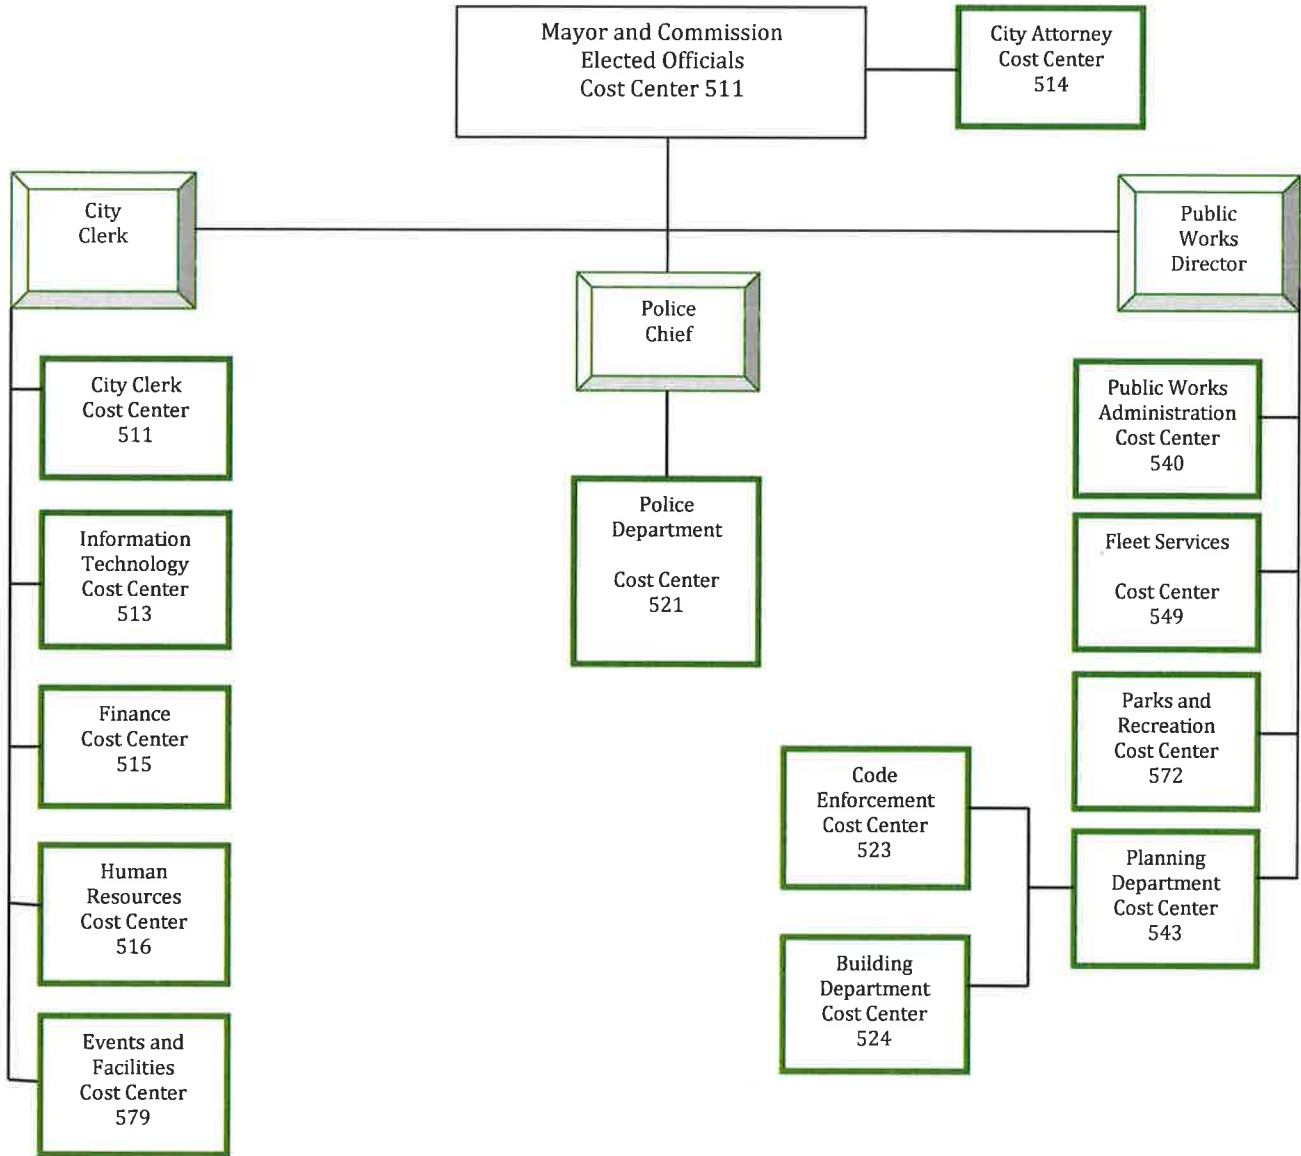 Mayor and Commission
Elected Officials
Cost Center 511
City Attorney
Cost Center
514
City
Clerk
Public
Works
Director
Police
Chief
City Clerk
Cost Center
511
Information
Technology
Cost Center
513
Finance
Cost Center
515
Human
Resources
Cost Center
516
Events and
Facilities
Cost Center
579
Police
Department
Cost Center
521
Public Works
Administration
Cost Center
540
Fleet Services
Cost Center
549
Parks and
Recreation
Cost Center
572
Planning
Department
Cost Center
543
Code
Enforcement
Cost Center
523
Building
Department
Cost Center
524